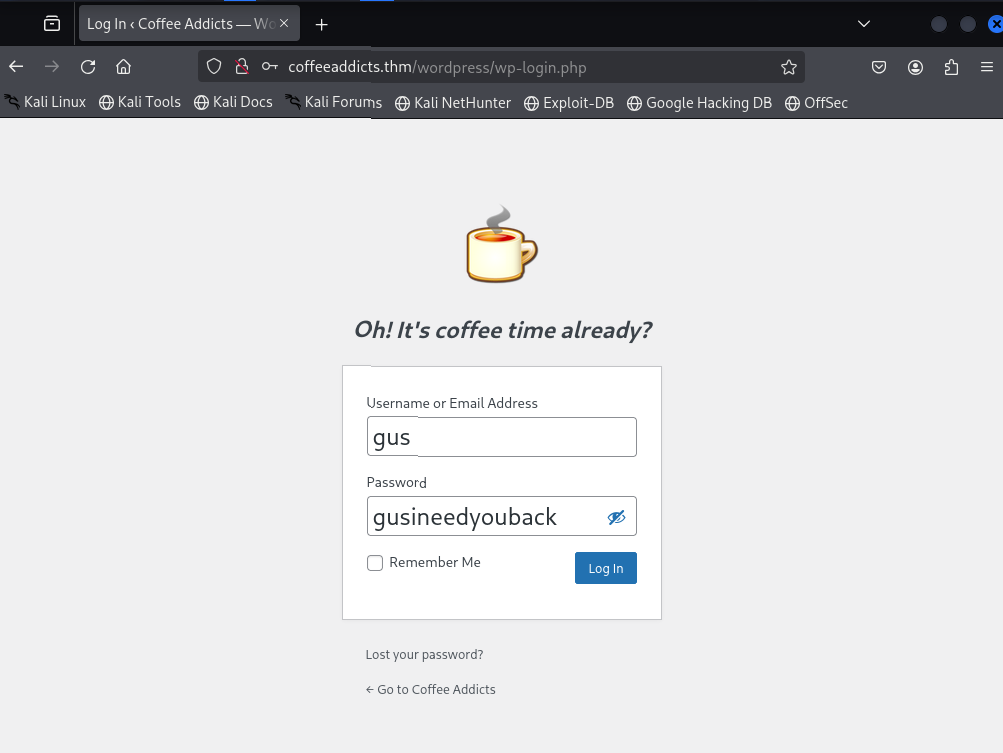 Log In ‹ Coffee Addicts — Wo
coffeeaddicts.thm/wordpress/wp-login.php
Kali Linux Kali Tools Kali Docs Kali Forums Kali NetHunter Exploit-DB Google Hacking DB OffSec
Oh! It's coffee time already?
Username or Email Address
gus
Password
gusineedyouback
Remember Me Log In
Lost your password?
← Go to Coffee Addicts